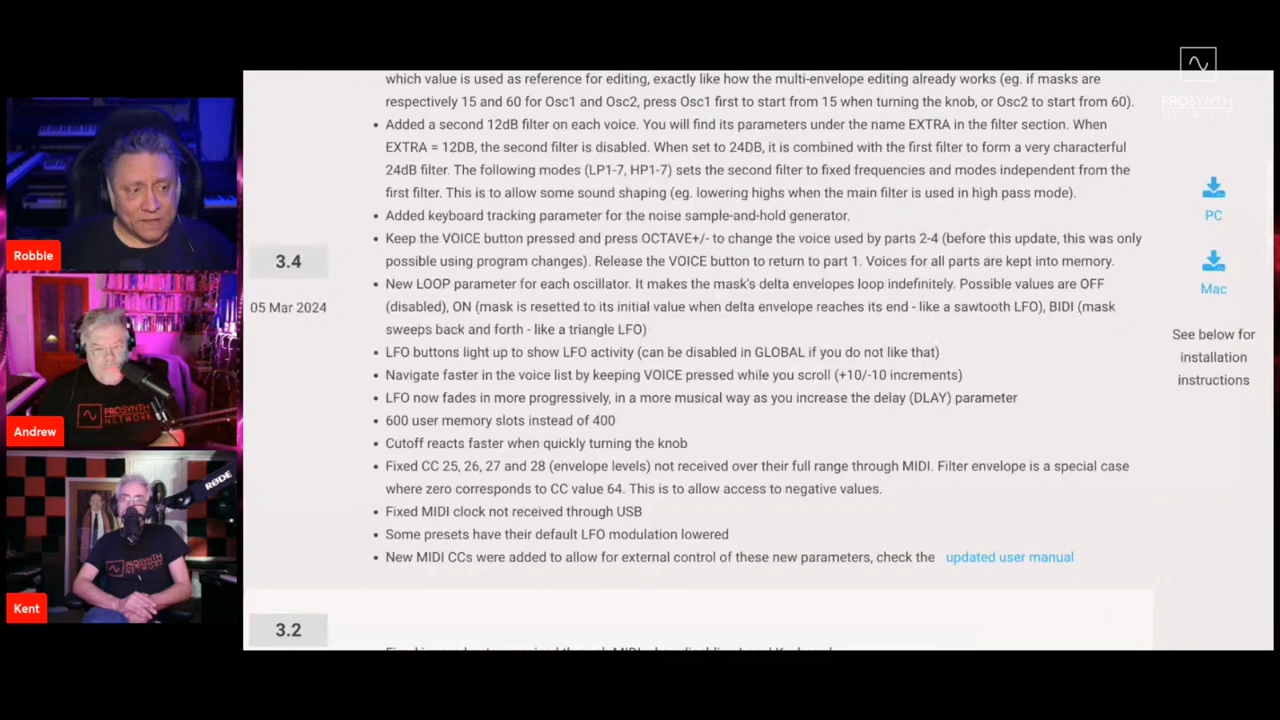 PROSYNTH
NETWORK
which value is used as reference for editing, exactly like how the multi-envelope editing already works (eg. if masks are
respectively 15 and 60 for Osc1 and Osc2, press Osc1 first to start from 15 when turning the knob, or Osc2 to start from 60).
Added a second 12dB filter on each voice. You will find its parameters under the name EXTRA in the filter section. When
EXTRA = 12DB, the second filter is disabled. When set to 24DB, it is combined with the first filter to form a very characterful
24dB filter. The following modes (LP1-7, HP1-7) sets the second filter to fixed frequencies and modes independent from the
first filter. This is to allow some sound shaping (eg. lowering highs when the main filter is used in high pass mode).
Added keyboard tracking parameter for the noise sample-and-hold generator.
Keep the VOICE button pressed and press OCTAVE+/- to change the voice used by parts 2-4 (before this update, this was only
possible using program changes). Release the VOICE button to return to part 1. Voices for all parts are kept into memory.
New LOOP parameter for each oscillator. It makes the mask's delta envelopes loop indefinitely. Possible values are OFF
(disabled), ON (mask is resetted to its initial value when delta envelope reaches its end - like a sawtooth LFO), BIDI (mask
sweeps back and forth - like a triangle LFO)
LFO buttons light up to show LFO activity (can be disabled in GLOBAL if you do not like that)
Navigate faster in the voice list by keeping VOICE pressed while you scroll (+10/-10 increments)
LFO now fades in more progressively, in a more musical way as you increase the delay (DLAY) parameter
600 user memory slots instead of 400
Cutoff reacts faster when quickly turning the knob
Fixed CC 25, 26, 27 and 28 (envelope levels) not received over their full range through MIDI. Filter envelope is a special case
where zero corresponds to CC value 64. This is to allow access to negative values.
Fixed MIDI clock not received through USB
Some presets have their default LFO modulation lowered
New MIDI CCs were added to allow for external control of these new parameters, check the updated user manual
3.4
05 Mar 2024
PC
Mac
See below for
installation
instructions
3.2
Robbie
Andrew
PROSYNTH
NETWORK
Kent
PROSYNTH
NETWORK
RØDE